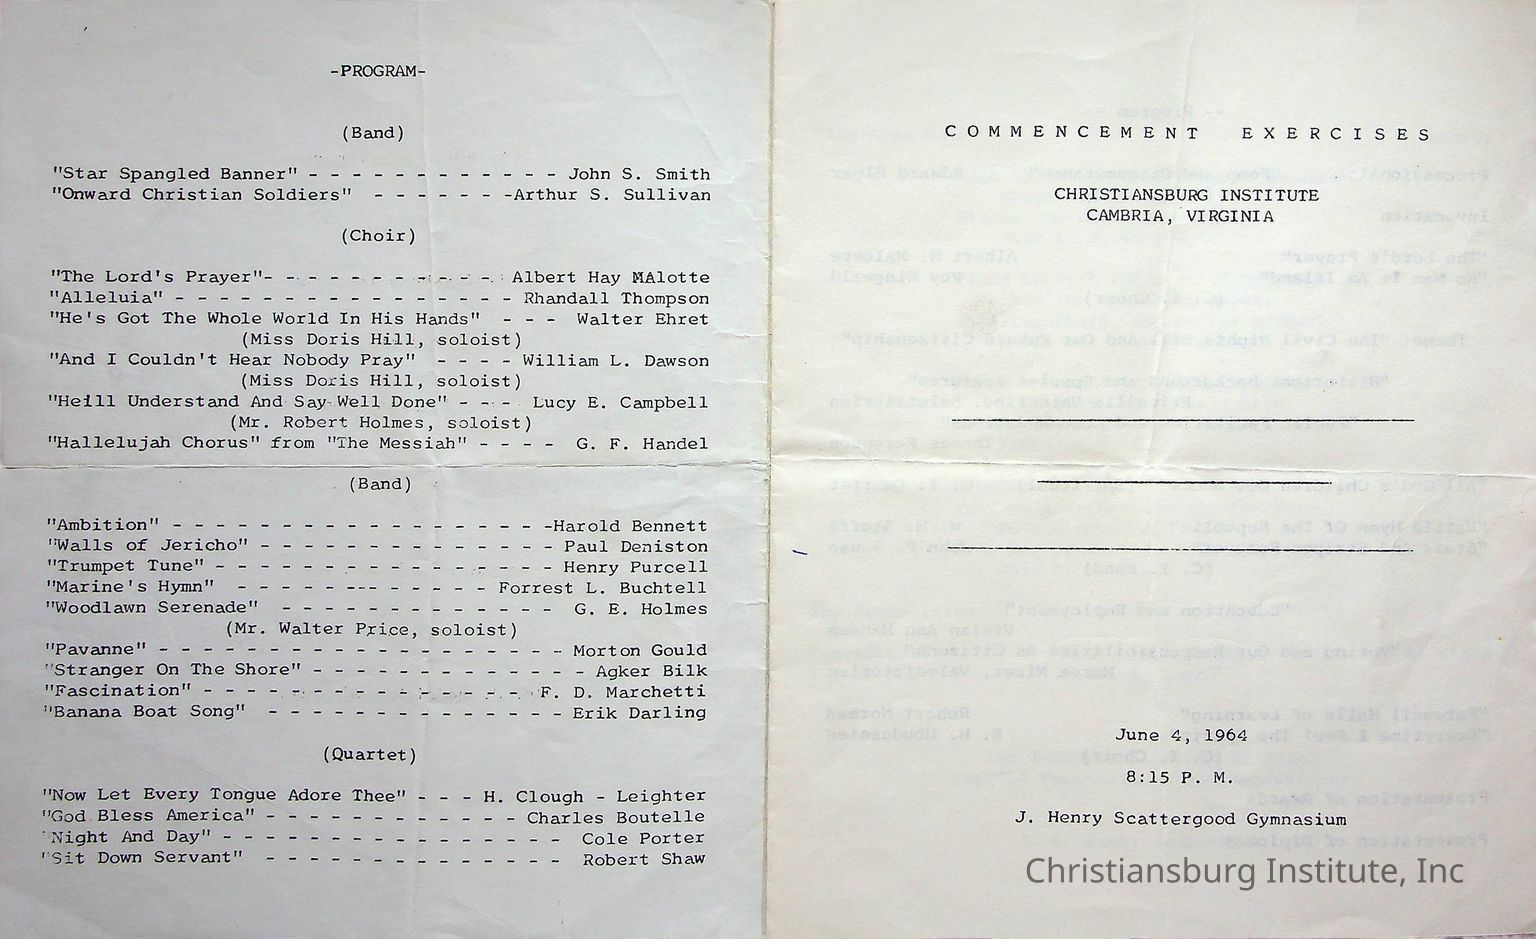 -PROGRAM-
(Band)
"Star Spangled Banner" - - - - - - - - - - - - John S. Smith
"Onward Christian Soldiers" - - - - - - -Arthur S. Sullivan
(Choir)
"The Lord's Prayer"- - - - - - - - - - - - Albert Hay MAlotte
"Alleluia" - - - - - - - - - - - - - - - - Rhandall Thompson
"He's Got The Whole World In His Hands" - - - Walter Ehret
(Miss Doris Hill, soloist)
"And I Couldn't Hear Nobody Pray" - - - - William L. Dawson
(Miss Doris Hill, soloist)
"Heill Understand And Say Well Done" - - - Lucy E. Campbell
(Mr. Robert Holmes, soloist)
"Hallelujah Chorus" from "The Messiah" - - - - G. F. Handel
(Band)
"Ambition" - - - - - - - - - - - - - - - - - -Harold Bennett
"Walls of Jericho" - - - - - - - - - - - - - - Paul Deniston
"Trumpet Tune" - - - - - - - - - - - - - - - - Henry Purcell
"Marine's Hymn" - - - - - - - - - - - - Forrest L. Buchtell
"Woodlawn Serenade" - - - - - - - - - - - - - G. E. Holmes
(Mr. Walter Price, soloist)
"Pavanne" - - - - - - - - - - - - - - - - - - - Morton Gould
"Stranger On The Shore" - - - - - - - - - - - - - Agker Bilk
"Fascination" - - - - - - - - - - - - - - - - F. D. Marchetti
"Banana Boat Song" - - - - - - - - - - - - - - Erik Darling
(Quartet)
"Now Let Every Tongue Adore Thee" - - - H. Clough - Leighter
"God Bless America" - - - - - - - - - - - - Charles Boutelle
"Night And Day" - - - - - - - - - - - - - - - - Cole Porter
"Sit Down Servant" - - - - - - - - - - - - - - Robert Shaw
COMMENCEMENT EXERCISES
CHRISTIANSBURG INSTITUTE
CAMBRIA, VIRGINIA
June 4, 1964
8:15 P. M.
J. Henry Scattergood Gymnasium
Christiansburg Institute, Inc